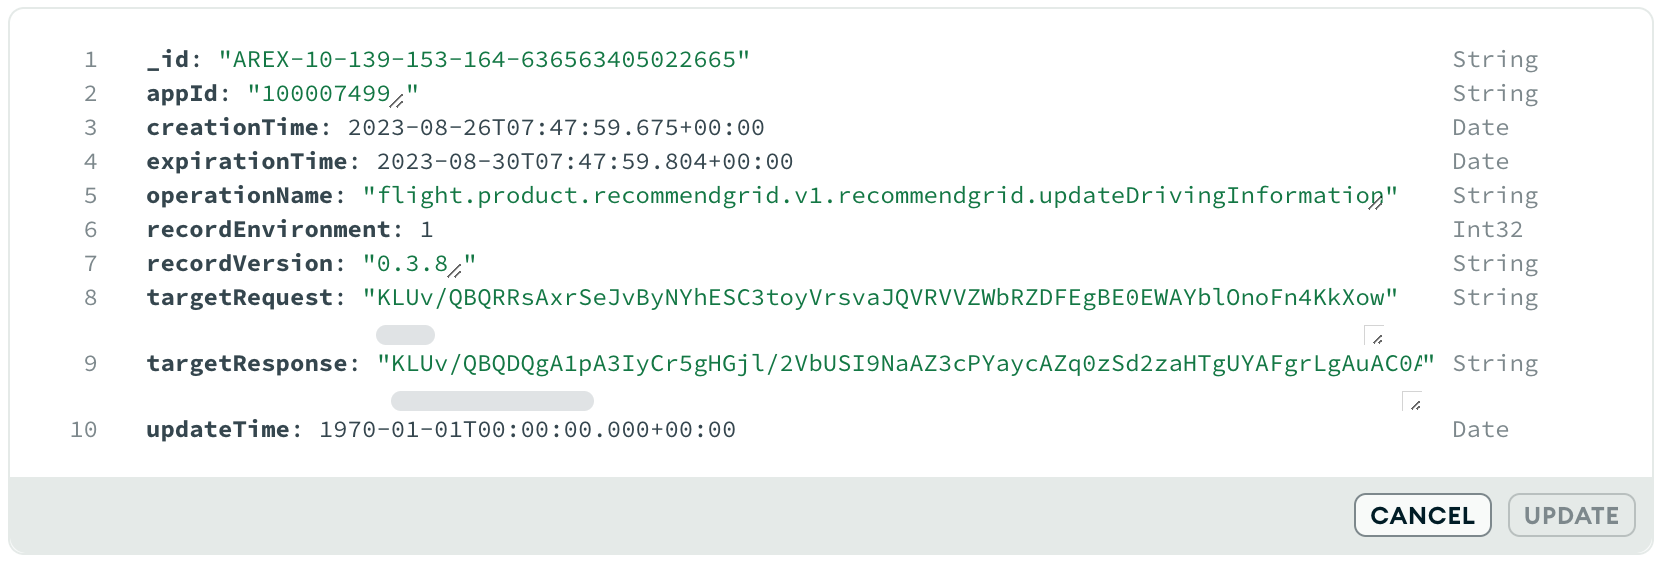 1 _id: "AREX-10-139-153-164-636563405022665" String
2 appId: "100007499" String
3 creationTime: 2023-08-26T07:47:59.675+00:00 Date
4 expirationTime: 2023-08-30T07:47:59.804+00:00 Date
5 operationName: "flight.product.recommendgrid.v1.recommendgrid.updateDrivingInformation" String
6 recordEnvironment: 1 Int32
7 recordVersion: "0.3.8" String
8 targetRequest: "KLUv/QBQRRsAxrSeJvByNYhESC3toyVrsvaJQVRVVZWbRZDFEgBE0EWAYblOnoFn4KkXow" String
9 targetResponse: "KLUv/QBQDQgA1pA3IyCr5gHGjl/2VbUSI9NaAZ3cPYaycAZq0zSd2zaHTgUYAFgrLgAuAC0A" String
10 updateTime: 1970-01-01T00:00:00.000+00:00 Date
CANCEL UPDATE